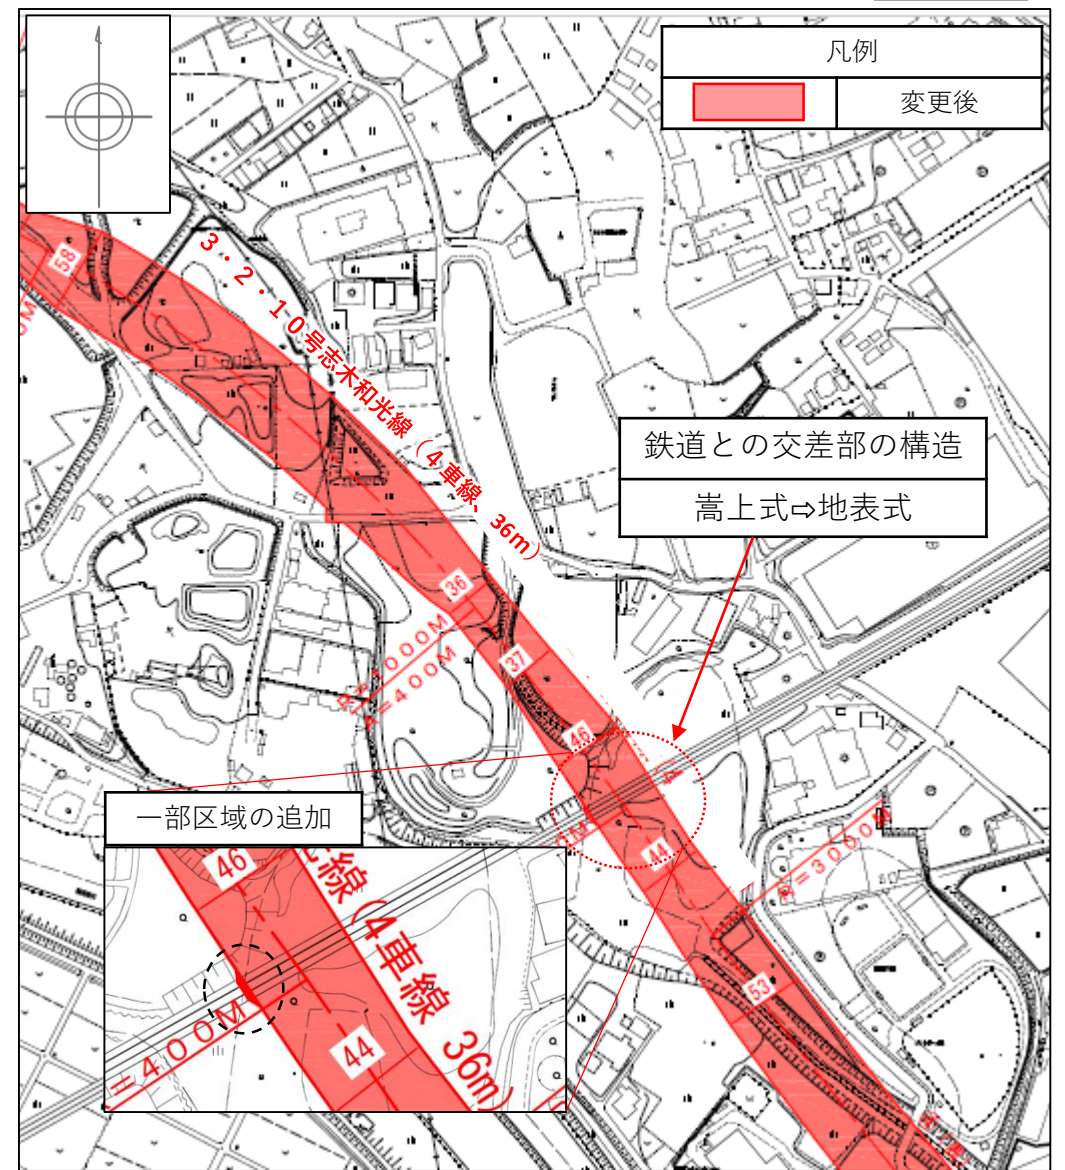 凡例
変更後
58
3・2・10号志木和光線（4車線、36m）
鉄道との交差部の構造
嵩上式⇨地表式
36
1000M
A=400M
37
46
44
R=3000M
53
一部区域の追加
46
線（4車線 36m）
=400M
44